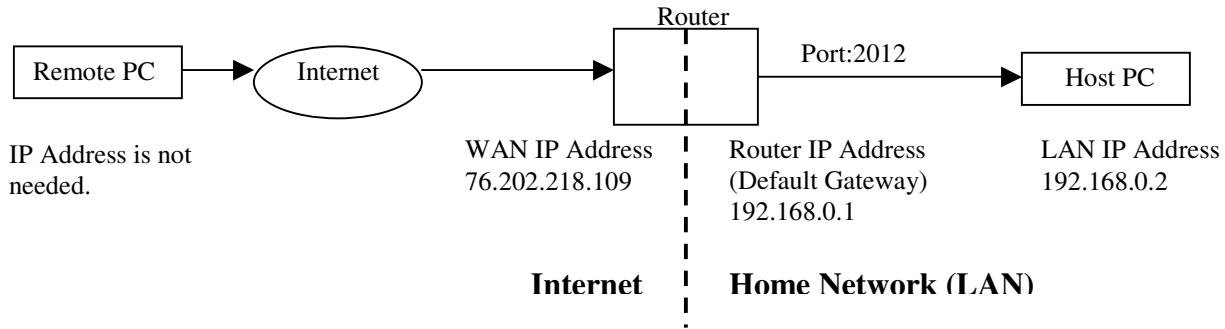 Router
Remote PC
Internet
Port:2012
Host PC
IP Address is not
needed.
WAN IP Address
76.202.218.109
Router IP Address
(Default Gateway)
192.168.0.1
LAN IP Address
192.168.0.2
Internet
Home Network (LAN)